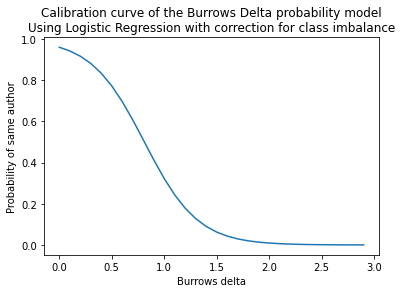 Calibration curve of the Burrows Delta probability model
Using Logistic Regression with correction for class imbalance
1.0
0.8
0.6
0.4
0.2
0.0
Probability of same author
0.0 0.5 1.0 1.5 2.0 2.5 3.0
Burrows delta